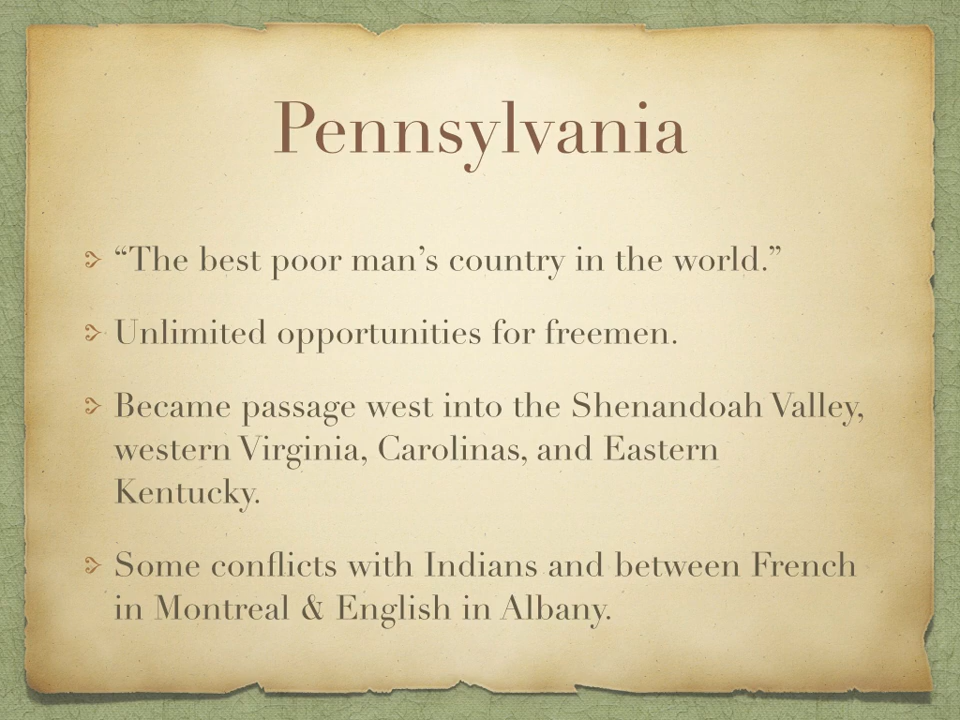 Pennsylvania
“The best poor man’s country in the world.”
Unlimited opportunities for freemen.
Became passage west into the Shenandoah Valley,
western Virginia, Carolinas, and Eastern
Kentucky.
Some conflicts with Indians and between French
in Montreal & English in Albany.